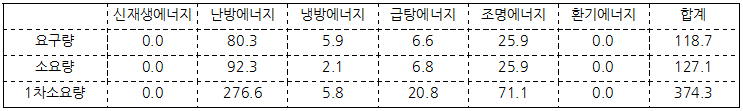 신재생에너지 난방에너지 냉방에너지 급탕에너지 조명에너지 환기에너지 합계
요구량 0.0 80.3 5.9 6.6 25.9 0.0 118.7
소요량 0.0 92.3 2.1 6.8 25.9 0.0 127.1
1차소요량 0.0 276.6 5.8 20.8 71.1 0.0 374.3